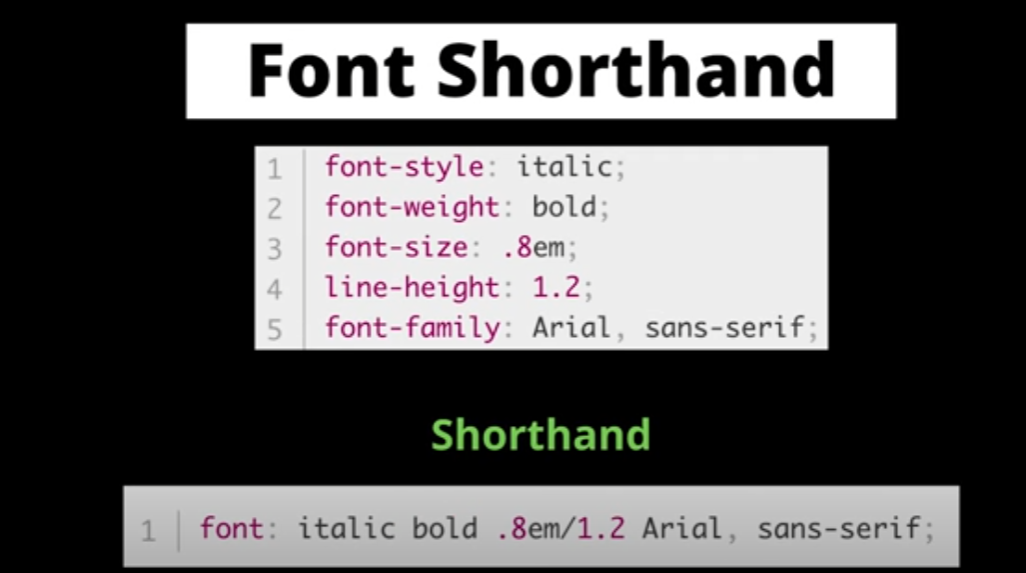 Font Shorthand
1 font-style: italic;
2 font-weight: bold;
3 font-size: .8em;
4 line-height: 1.2;
5 font-family: Arial, sans-serif;
Shorthand
1 font: italic bold .8em/1.2 Arial, sans-serif;